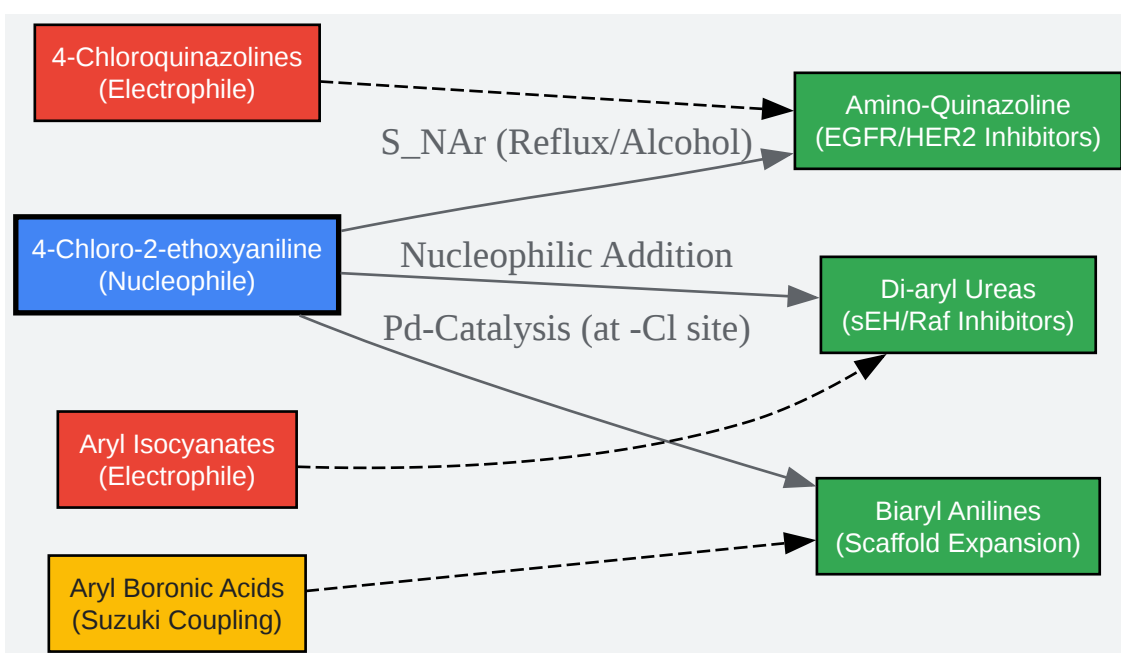 4-Chloroquinazolines
(Electrophile)
Amino-Quinazoline
(EGFR/HER2 Inhibitors)
S_NAr (Reflux/Alcohol)
4-Chloro-2-ethoxyaniline
(Nucleophile)
Nucleophilic Addition
Di-aryl Ureas
(sEH/Raf Inhibitors)
Pd-Catalysis (at -Cl site)
Aryl Isocyanates
(Electrophile)
Biaryl Anilines
(Scaffold Expansion)
Aryl Boronic Acids
(Suzuki Coupling)